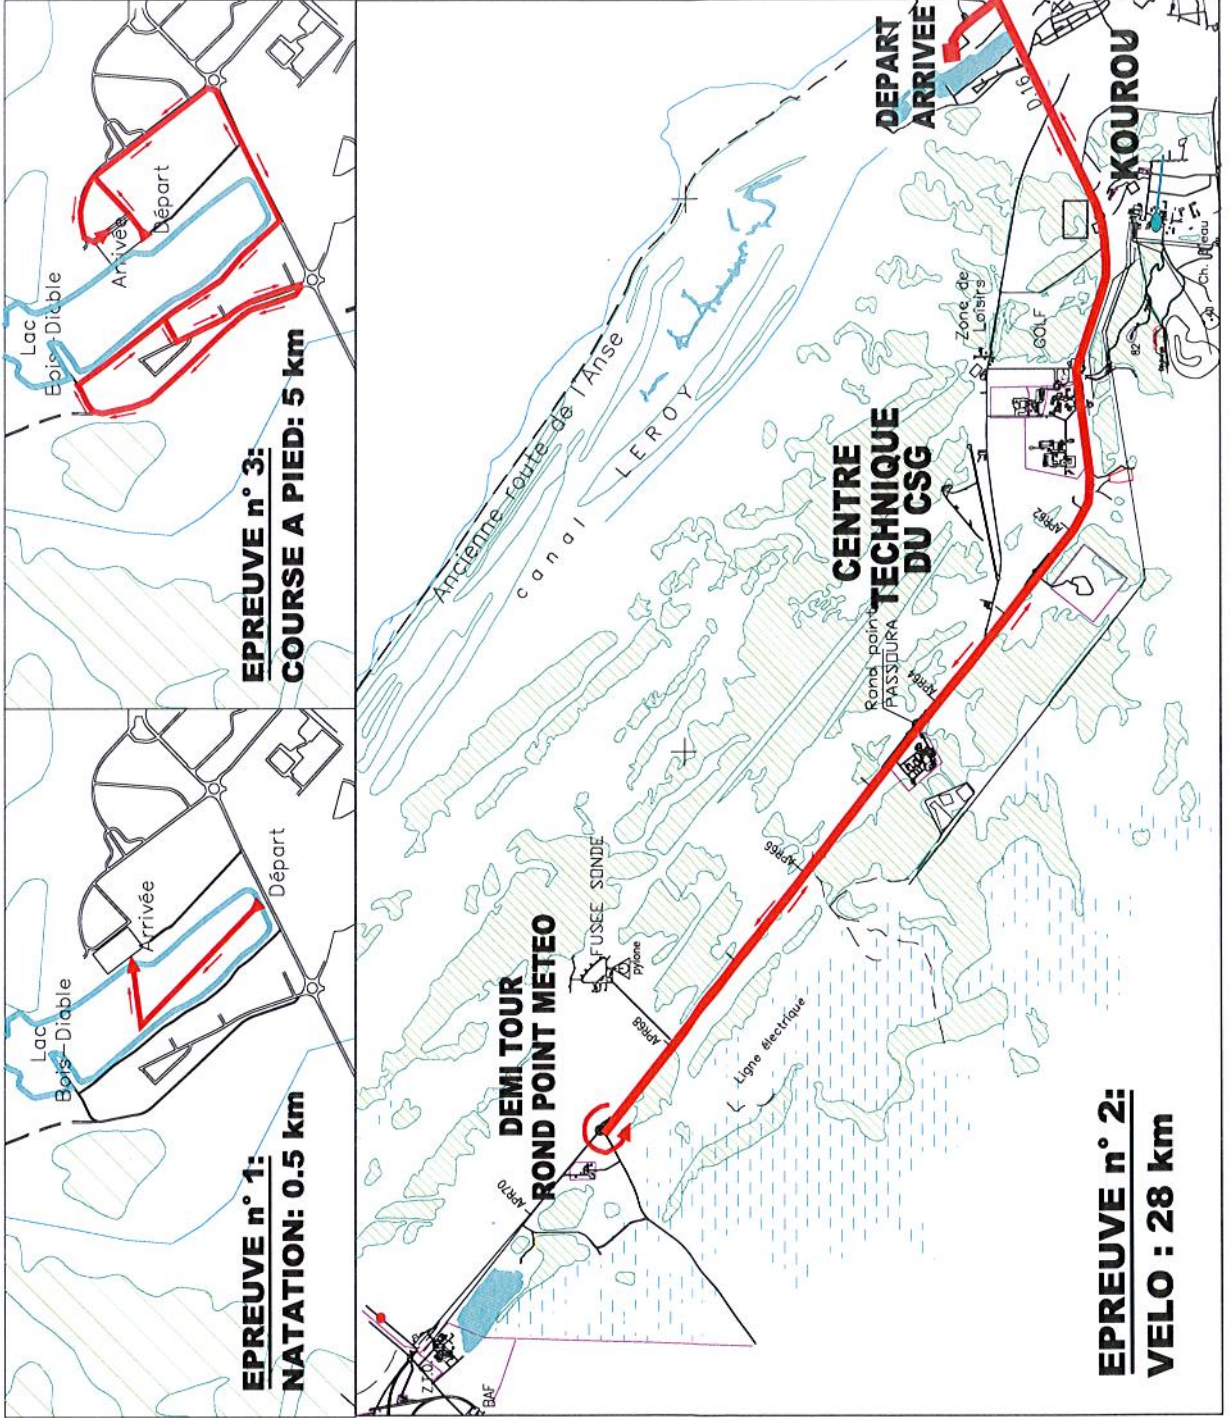 EPREUVE n° 1:
NATATION: 0.5 km
Lac
Bois-Diable
Arrivée
Départ
EPREUVE n° 3:
COURSE A PIED: 5 km
Lac
Bois-Diable
Arrivée
Départ
EPREUVE n° 2:
VELO : 28 km
DEMI TOUR
ROND POINT METEO
CENTRE
TECHNIQUE
DU CSG
DEPART
ARRIVEE
KOUROU
Ancienne route de l'Anse
canal
LEROY
FUSEE SONDE
pylone
Ligne électrique
Rond point
PASSOURA
Zone de
Loisirs
GOLF
APR70
APR68
APR66
APR64
APR62
BAF
82